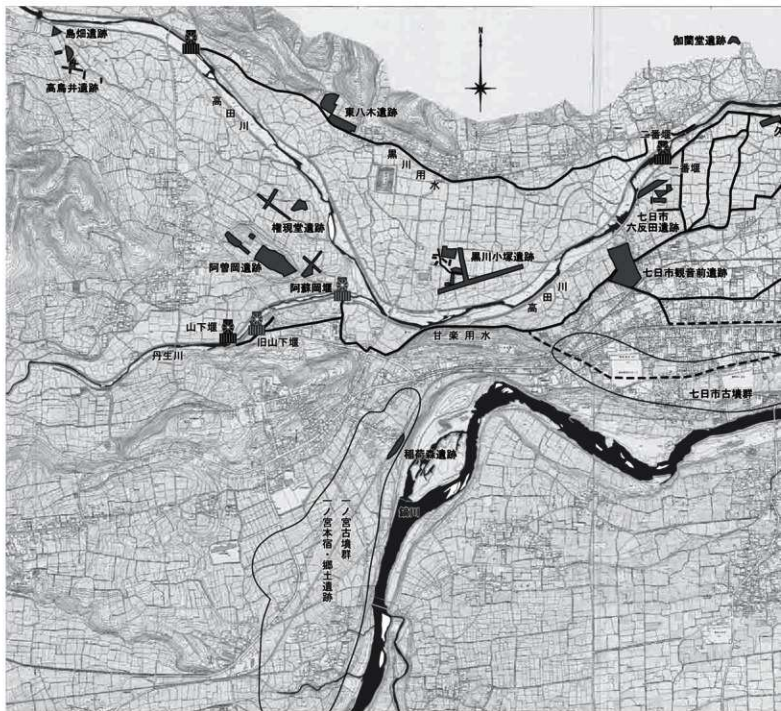 鳥畑遺跡
高鳥井遺跡
伽蘭堂遺跡
N
高田川
東八木遺跡
黒川用水
二番堰
一番堰
七日市
六反田遺跡
権現堂遺跡
阿曽岡遺跡
黒川小塚遺跡
七日市観音前遺跡
阿蘇岡堰
高田川
山下堰
旧山下堰
丹生川
甘楽用水
七日市古墳群
稲荷森遺跡
鏑川
一ノ宮古墳群
一ノ宮本宿・郷土遺跡